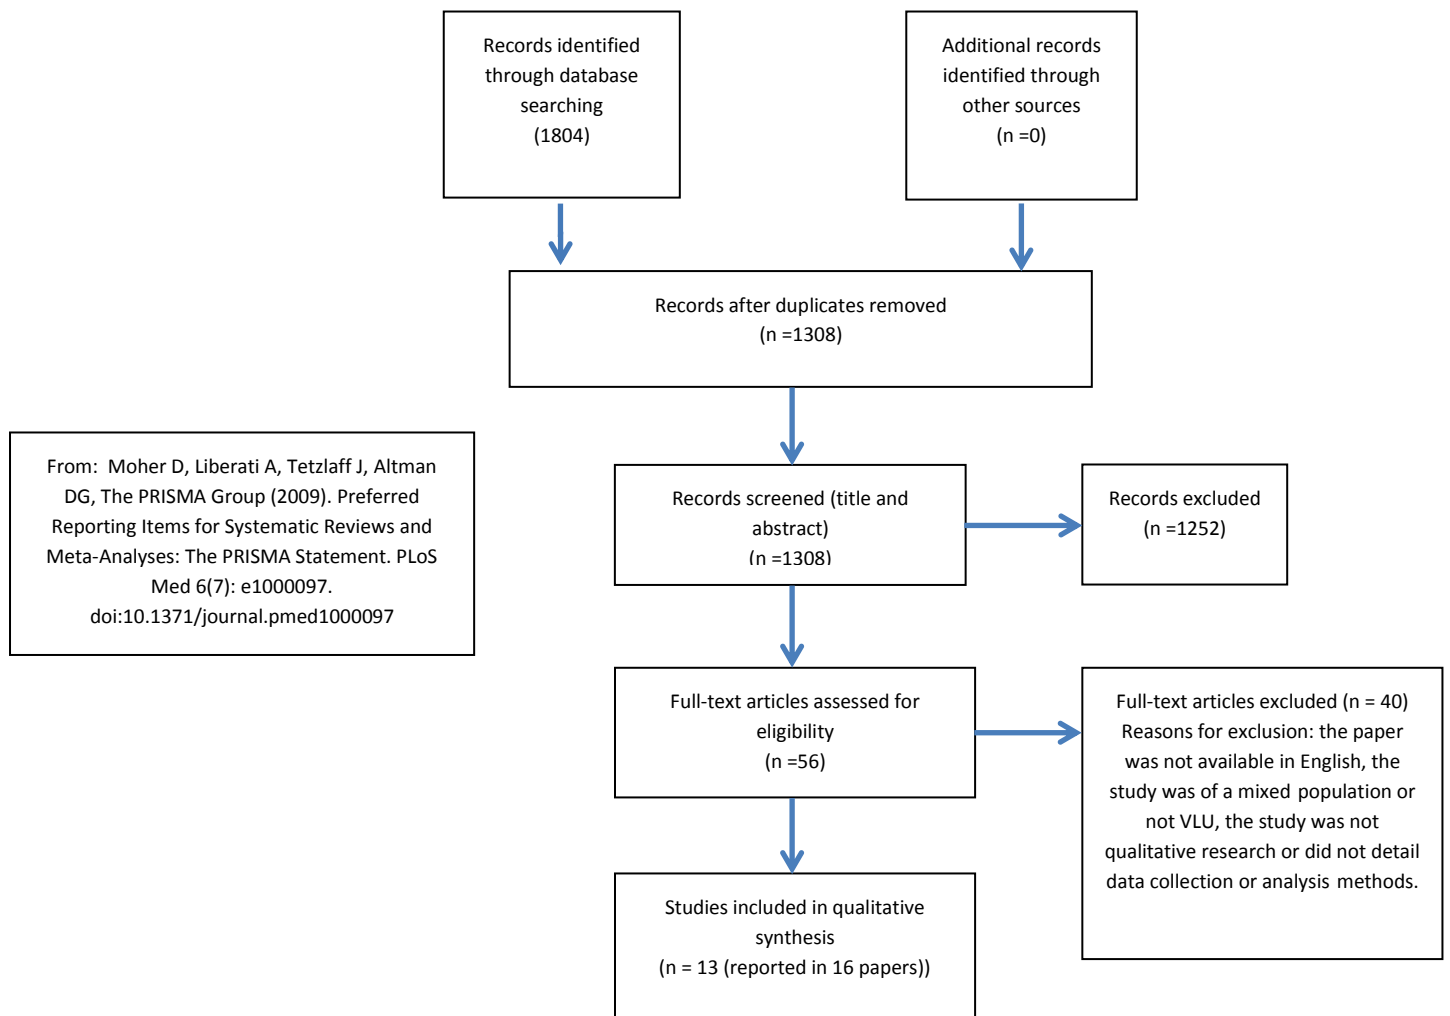 Records identified
through database
searching
(1804)
Additional records
identified through
other sources
(n =0)
Records after duplicates removed
(n =1308)
From:  Moher D, Liberati A, Tetzlaff J, Altman
DG, The PRISMA Group (2009). Preferred
Reporting Items for Systematic Reviews and
Meta-Analyses: The PRISMA Statement. PLoS
Med 6(7): e1000097.
doi:10.1371/journal.pmed1000097
Records screened (title and
abstract)
(n =1308)
Records excluded
(n =1252)
Full-text articles assessed for
eligibility
(n =56)
Full-text articles excluded (n = 40)
Reasons for exclusion: the paper
was not available in English, the
study was of a mixed population or
not VLU, the study was not
qualitative research or did not detail
data collection or analysis methods.
Studies included in qualitative
synthesis
(n = 13 (reported in 16 papers))